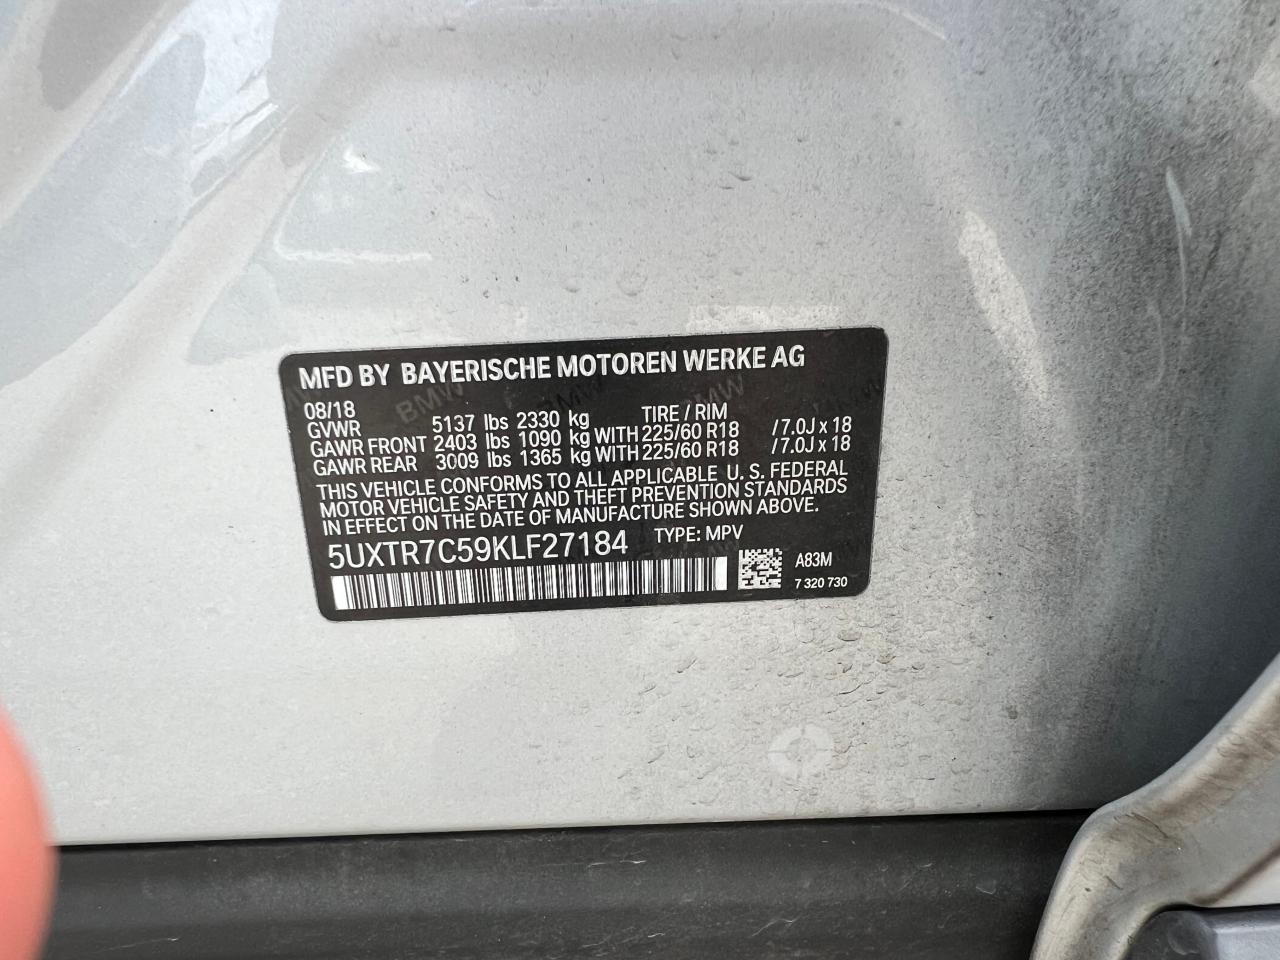 MFD BY BAYERISCHE MOTOREN WERKE AG
08/18 TIRE / RIM
GVWR 5137 lbs 2330 kg
GAWR FRONT 2403 lbs 1090 kg WITH 225/60 R18 / 7.0J x 18
GAWR REAR 3009 lbs 1365 kg WITH 225/60 R18 / 7.0J x 18
THIS VEHICLE CONFORMS TO ALL APPLICABLE U. S. FEDERAL
MOTOR VEHICLE SAFETY AND THEFT PREVENTION STANDARDS
IN EFFECT ON THE DATE OF MANUFACTURE SHOWN ABOVE.
5UXTR7C59KLF27184 TYPE: MPV
A83M
7 320 730